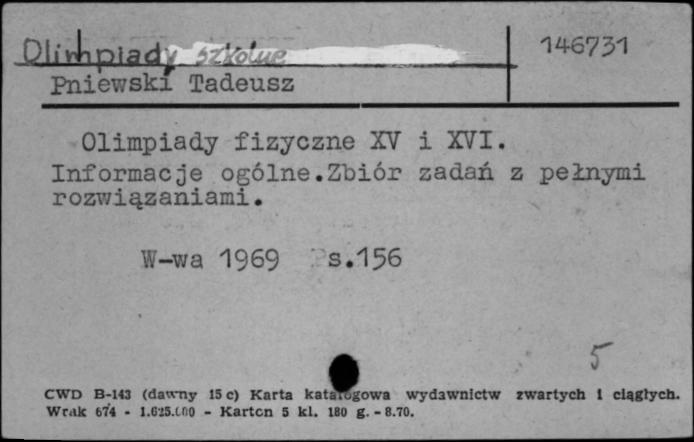 Olimpiady szkolne
146731
Pniewski Tadeusz
Olimpiady fizyczne XV i XVI.
Informacje ogólne.Zbiór zadań z pełnymi
rozwiązaniami.
W-wa 1969 s.156
5
CWD B-143 (dawny 15 c) Karta katalogowa wydawnictw zwartych i ciągłych.
Wrak 674 - 1.625.000 - Karton 5 kl. 180 g. - 8.70.